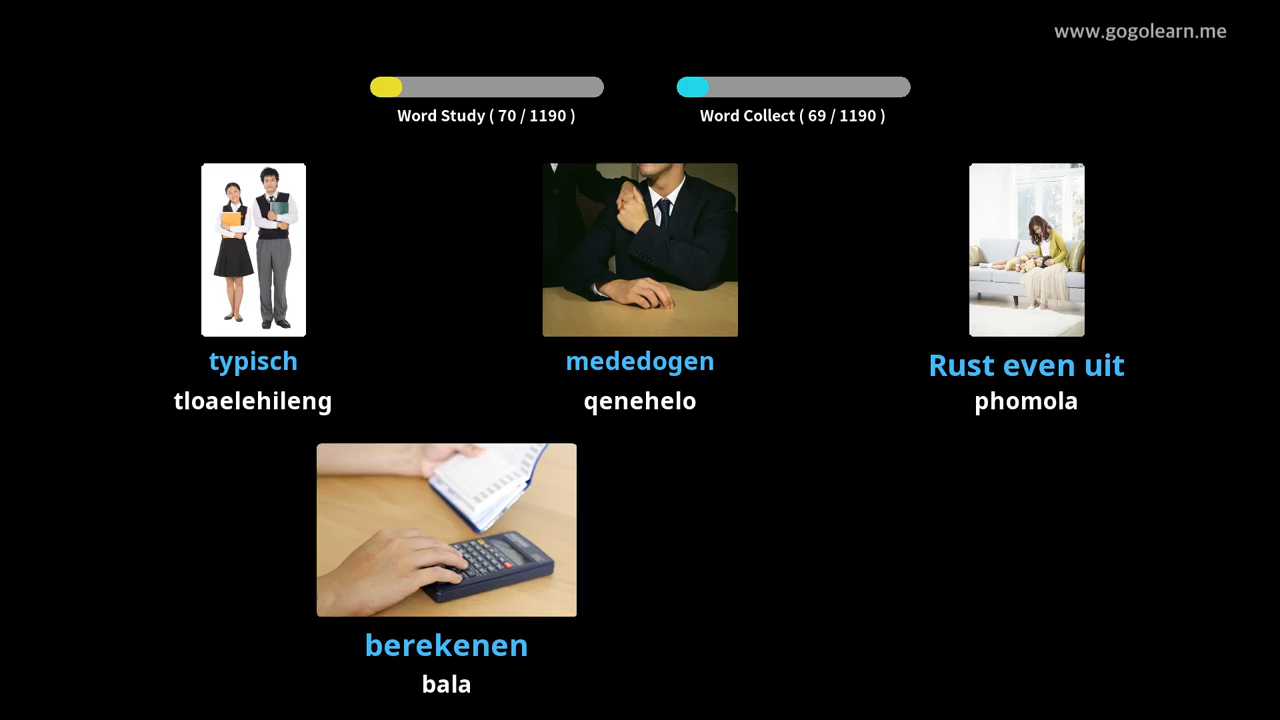 www.gogolearn.me
Word Study ( 70 / 1190 )
Word Collect ( 69 / 1190 )
typisch
mededogen
Rust even uit
tloaelehileng
qenehelo
phomola
berekenen
bala